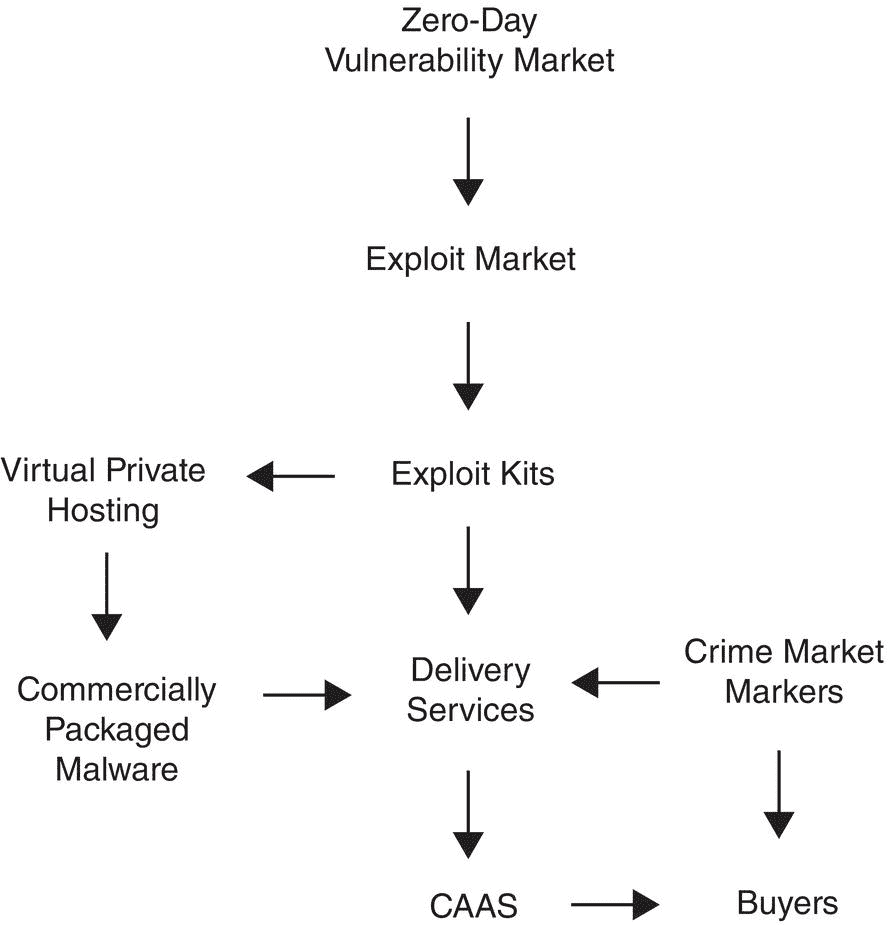 Zero-Day
Vulnerability Market
Exploit Market
Virtual Private
Hosting
Exploit Kits
Commercially
Packaged
Malware
Delivery
Services
Crime Market
Markers
CAAS
Buyers